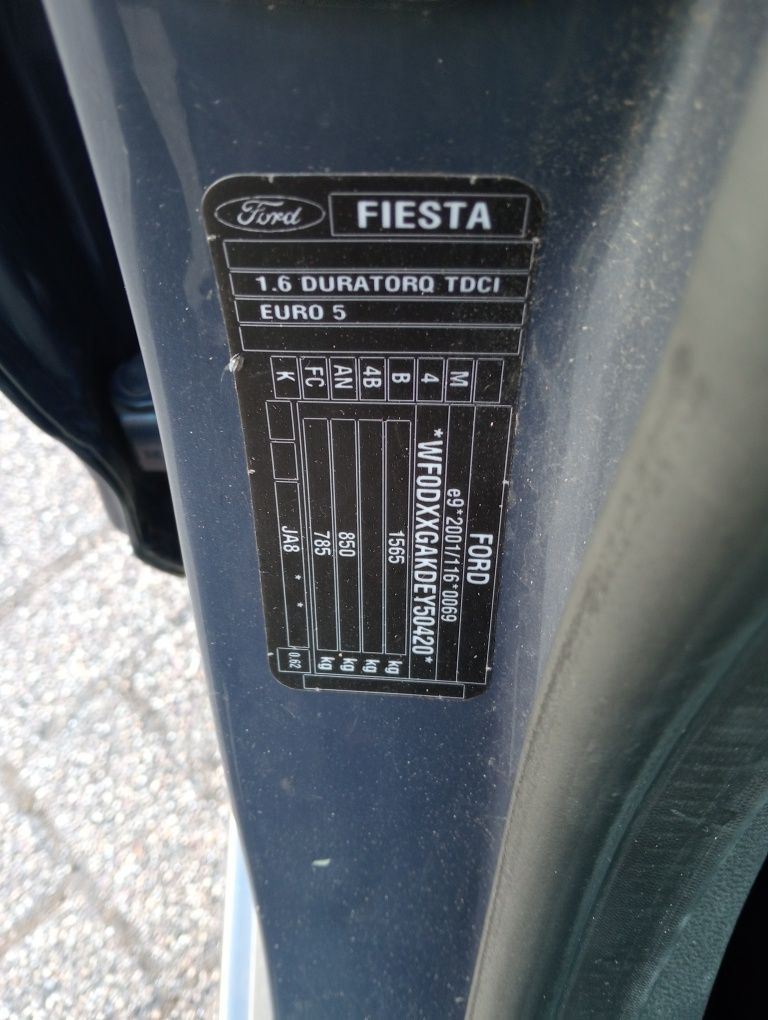 Ford FIESTA
1.6 DURATORQ TDCI
EURO 5
K FC AN 4B B 4 M
FORD
e9*2001/116*0069
*WF0DXXGAKDEY50420*
1565 kg
kg
850 kg
785 kg
JA8 * * 0.62